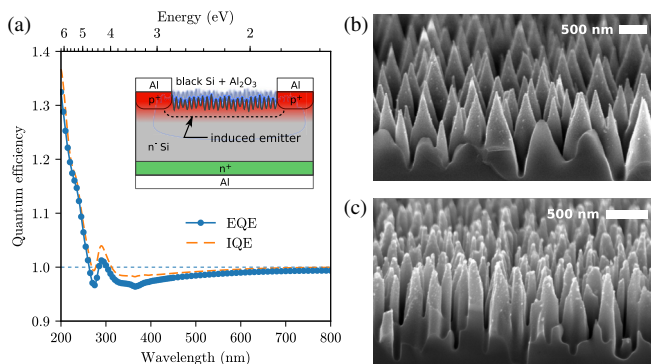 (a)
Energy (eV)
6 5 4 3 2
1.4
1.3
1.2
1.1
1.0
0.9
Quantum efficiency
Al
black Si + Al₂O₃
Al
p⁺
p⁺
induced emitter
n⁻ Si
n⁺
Al
EQE
IQE
200 300 400 500 600 700 800
Wavelength (nm)
(b)
500 nm
(c)
500 nm